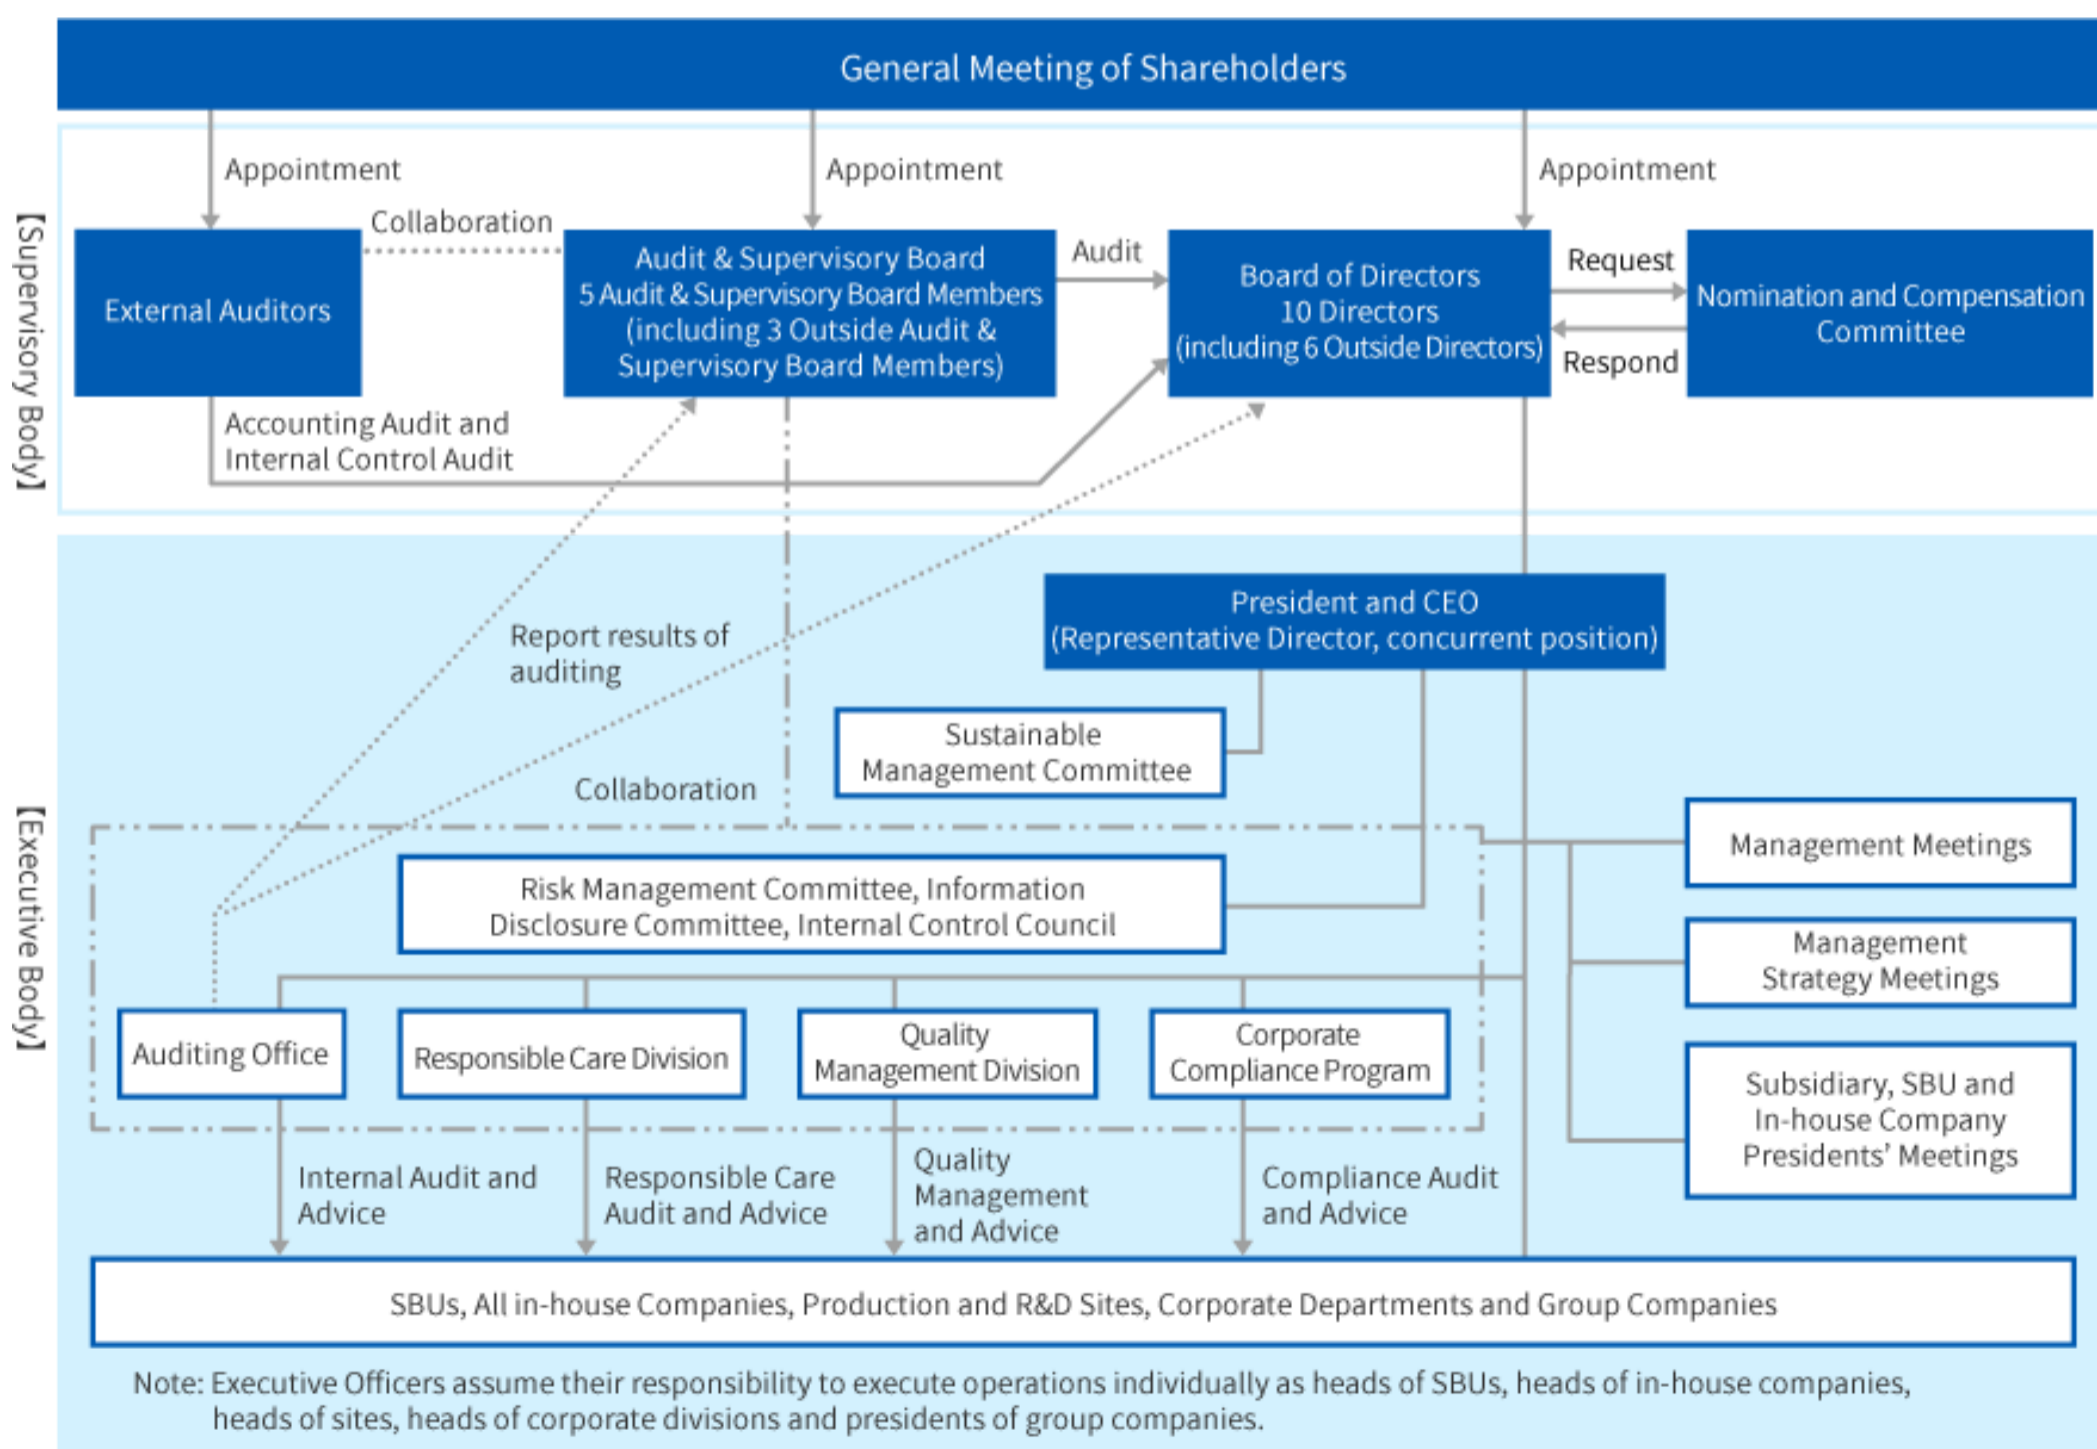 General Meeting of Shareholders
Appointment
Appointment
Appointment
【Supervisory Body】
Collaboration
External Auditors
Audit & Supervisory Board
5 Audit & Supervisory Board Members
(including 3 Outside Audit &
Supervisory Board Members)
Audit
Board of Directors
10 Directors
(including 6 Outside Directors)
Request
Respond
Nomination and Compensation
Committee
Accounting Audit and
Internal Control Audit
【Executive Body】
President and CEO
(Representative Director, concurrent position)
Report results of
auditing
Sustainable
Management Committee
Collaboration
Risk Management Committee, Information
Disclosure Committee, Internal Control Council
Management Meetings
Management
Strategy Meetings
Subsidiary, SBU and
In-house Company
Presidents’ Meetings
Auditing Office
Responsible Care Division
Quality
Management Division
Corporate
Compliance Program
Internal Audit and
Advice
Responsible Care
Audit and Advice
Quality
Management
and Advice
Compliance Audit
and Advice
SBUs, All in-house Companies, Production and R&D Sites, Corporate Departments and Group Companies
Note: Executive Officers assume their responsibility to execute operations individually as heads of SBUs, heads of in-house companies,
heads of sites, heads of corporate divisions and presidents of group companies.